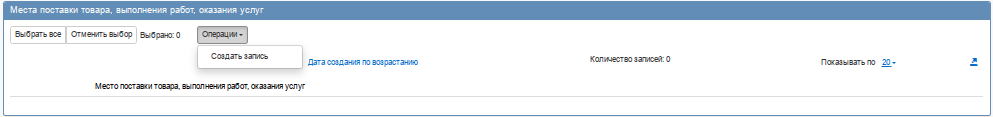 Места поставки товара, выполнения работ, оказания услуг
Выбрать все Отменить выбор Выбрано: 0 Операции
Создать запись
Дата создания по возрастанию Количество записей: 0 Показывать по 20
Место поставки товара, выполнения работ, оказания услуг